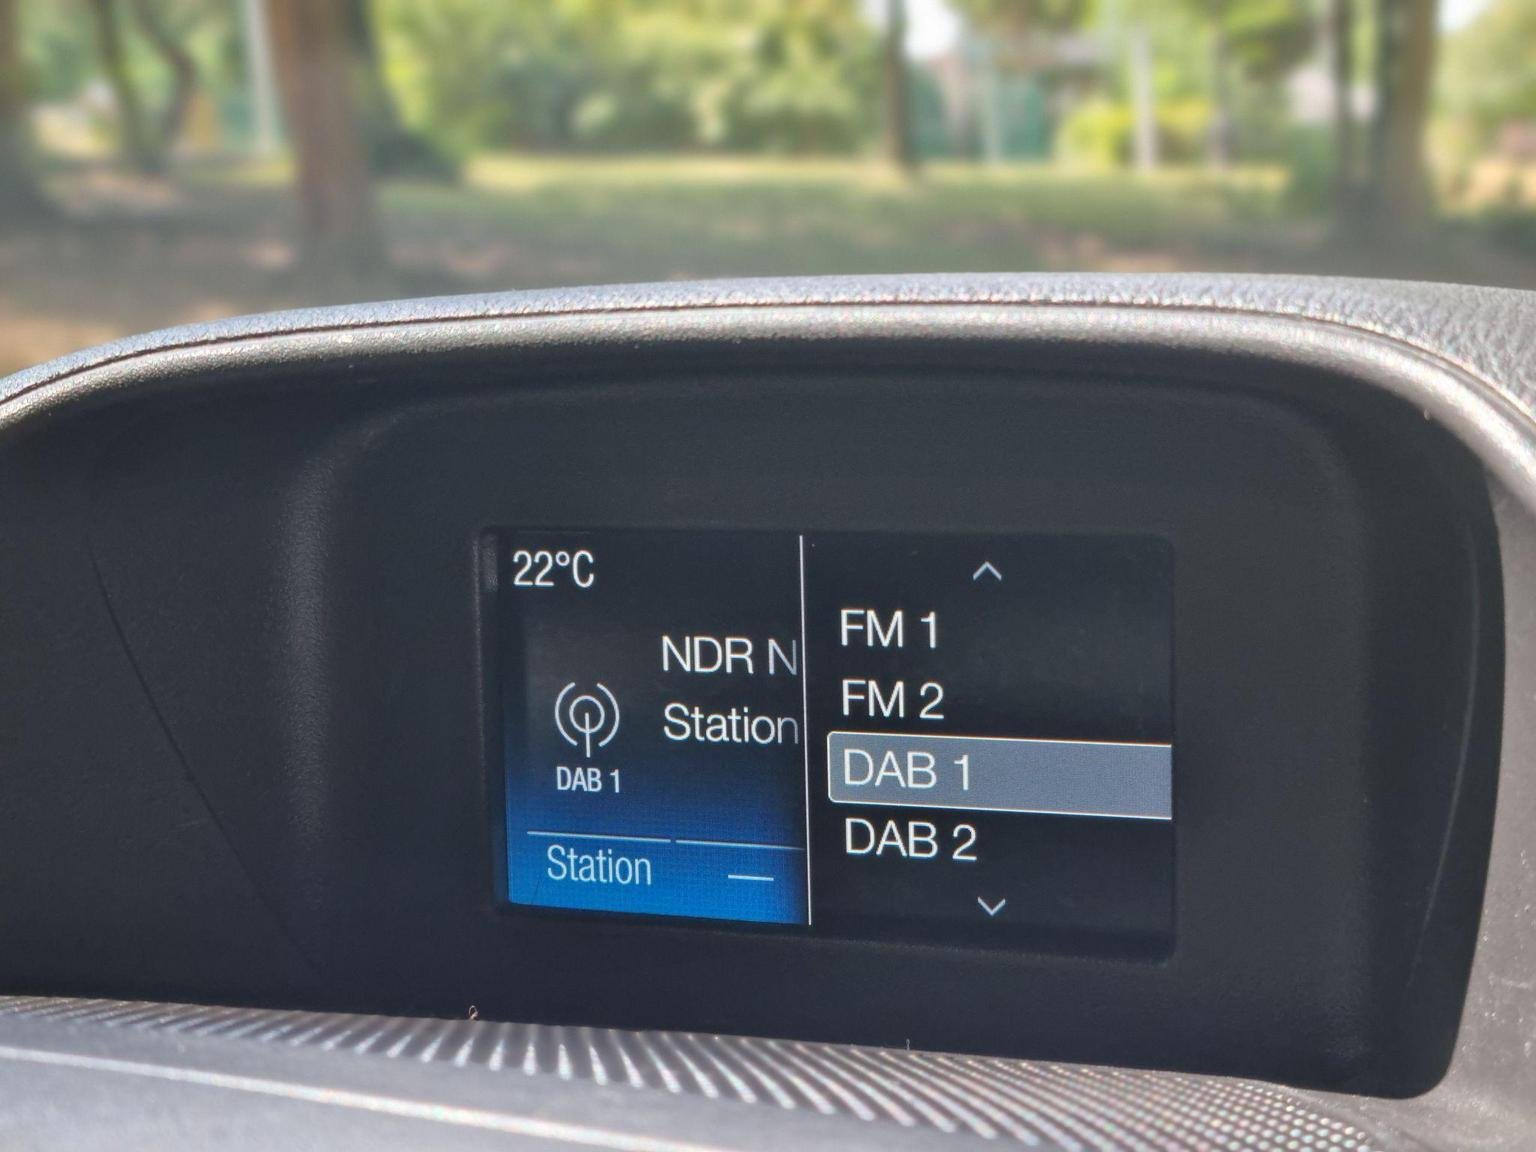 22°C
NDR N
Station
DAB 1
Station
FM 1
FM 2
DAB 1
DAB 2